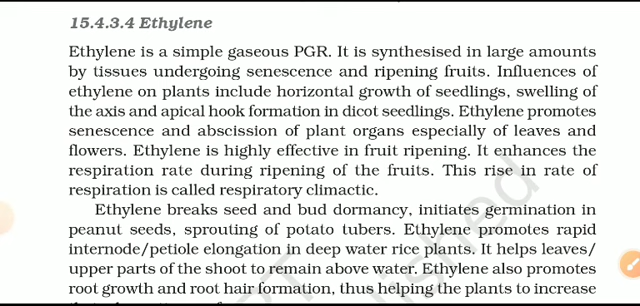 15.4.3.4 Ethylene
Ethylene is a simple gaseous PGR. It is synthesised in large amounts
by tissues undergoing senescence and ripening fruits. Influences of
ethylene on plants include horizontal growth of seedlings, swelling of
the axis and apical hook formation in dicot seedlings. Ethylene promotes
senescence and abscission of plant organs especially of leaves and
flowers. Ethylene is highly effective in fruit ripening. It enhances the
respiration rate during ripening of the fruits. This rise in rate of
respiration is called respiratory climactic.
Ethylene breaks seed and bud dormancy, initiates germination in
peanut seeds, sprouting of potato tubers. Ethylene promotes rapid
internode/petiole elongation in deep water rice plants. It helps leaves/
upper parts of the shoot to remain above water. Ethylene also promotes
root growth and root hair formation, thus helping the plants to increase